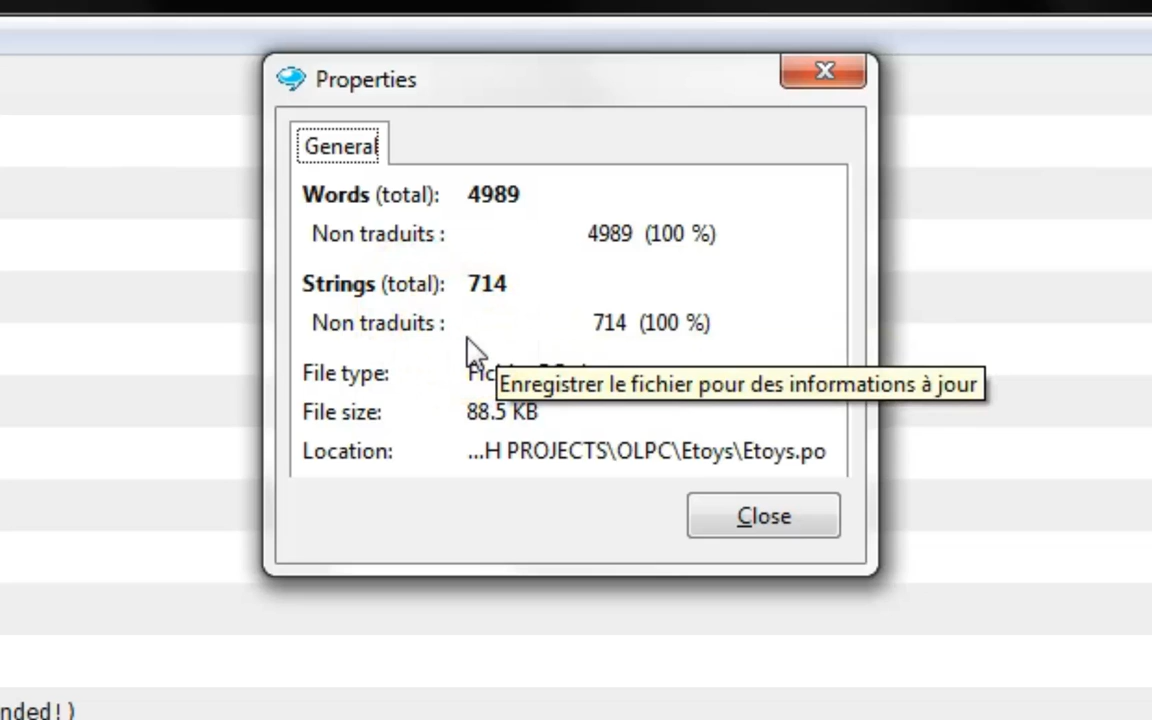 Properties
General
Words (total): 4989
Non traduits : 4989 (100 %)
Strings (total): 714
Non traduits : 714 (100 %)
File type:
Enregistrer le fichier pour des informations à jour
File size: 88.5 KB
Location: ...H PROJECTS\OLPC\Etoys\Etoys.po
Close
nded!)